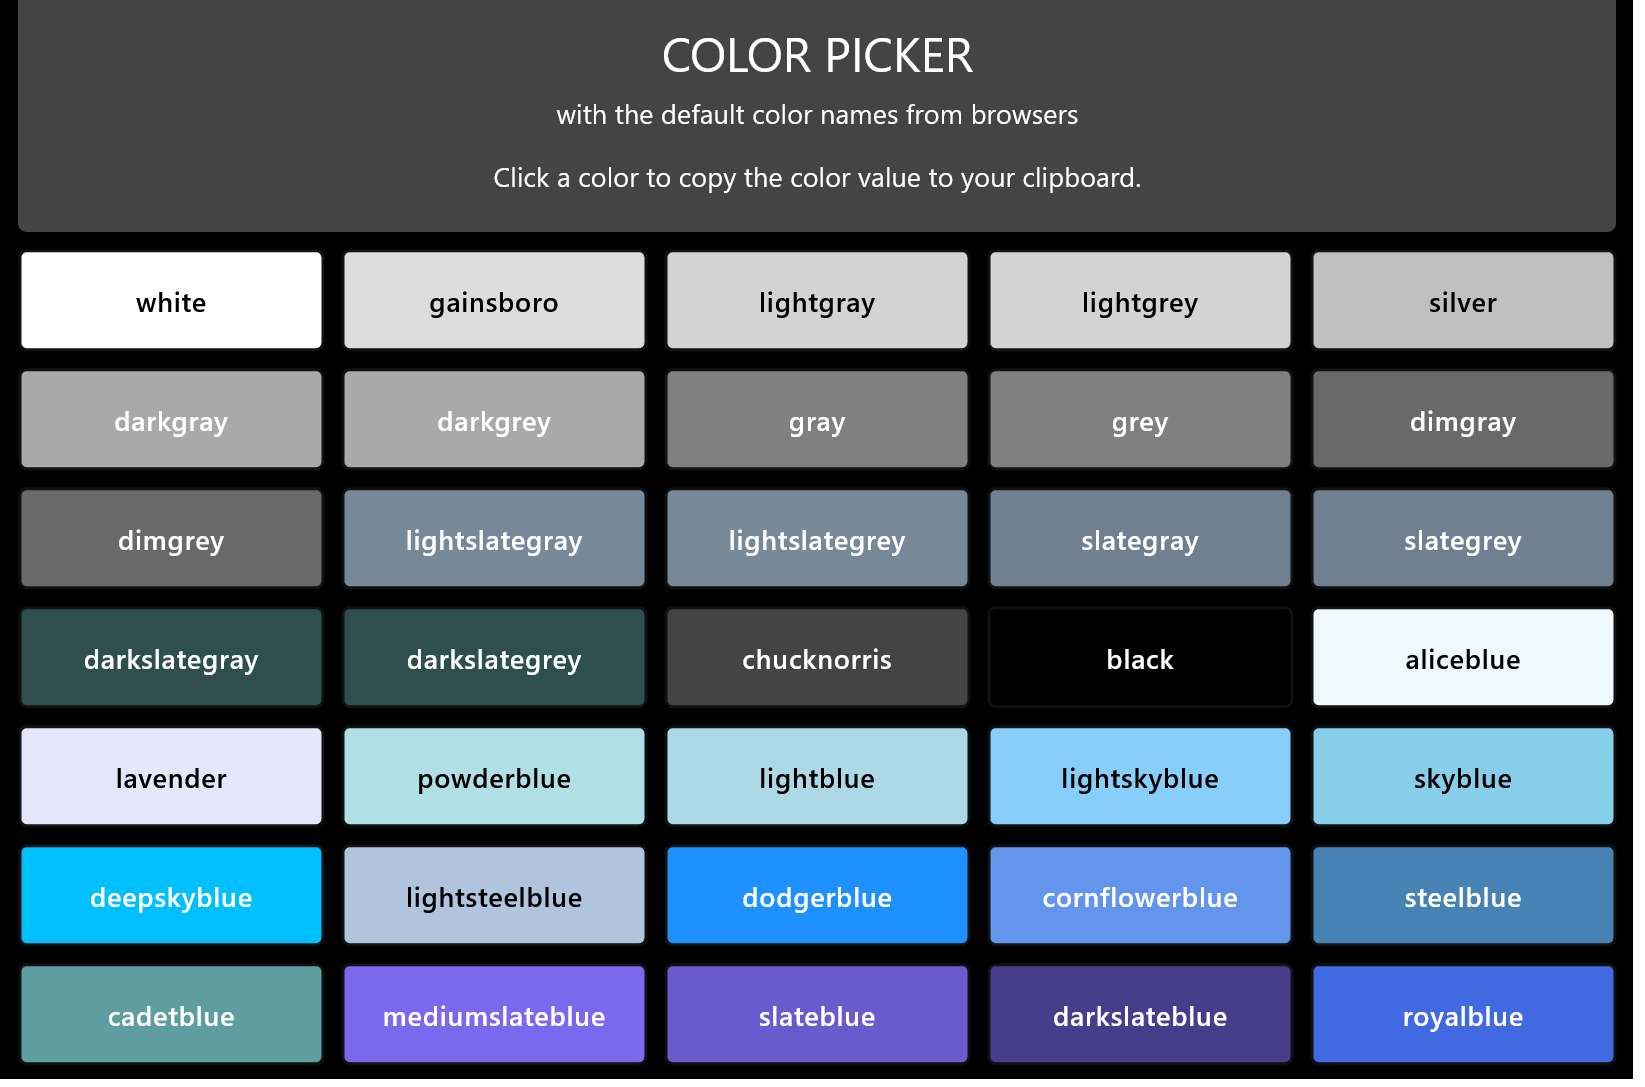 COLOR PICKER
with the default color names from browsers
Click a color to copy the color value to your clipboard.
white gainsboro lightgray lightgrey silver
darkgray darkgrey gray grey dimgray
dimgrey lightslategray lightslategrey slategray slategrey
darkslategray darkslategrey chucknorris black aliceblue
lavender powderblue lightblue lightskyblue skyblue
deepskyblue lightsteelblue dodgerblue cornflowerblue steelblue
cadetblue mediumslateblue slateblue darkslateblue royalblue